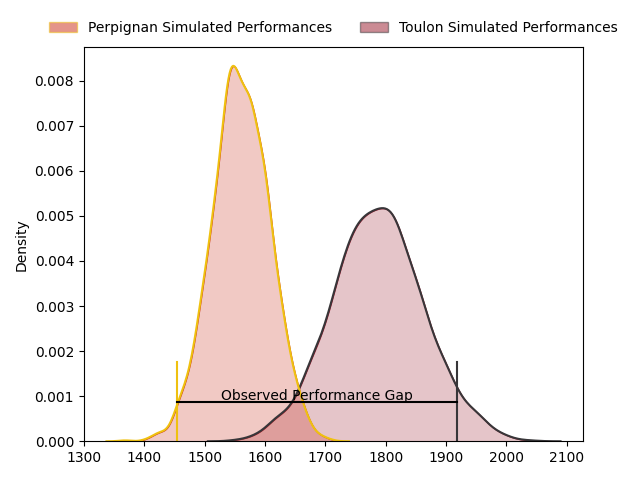 Perpignan Simulated Performances
Toulon Simulated Performances
0.008
0.007
0.006
0.005
0.004
0.003
0.002
0.001
0.000
Density
Observed Performance Gap
1300 1400 1500 1600 1700 1800 1900 2000 2100